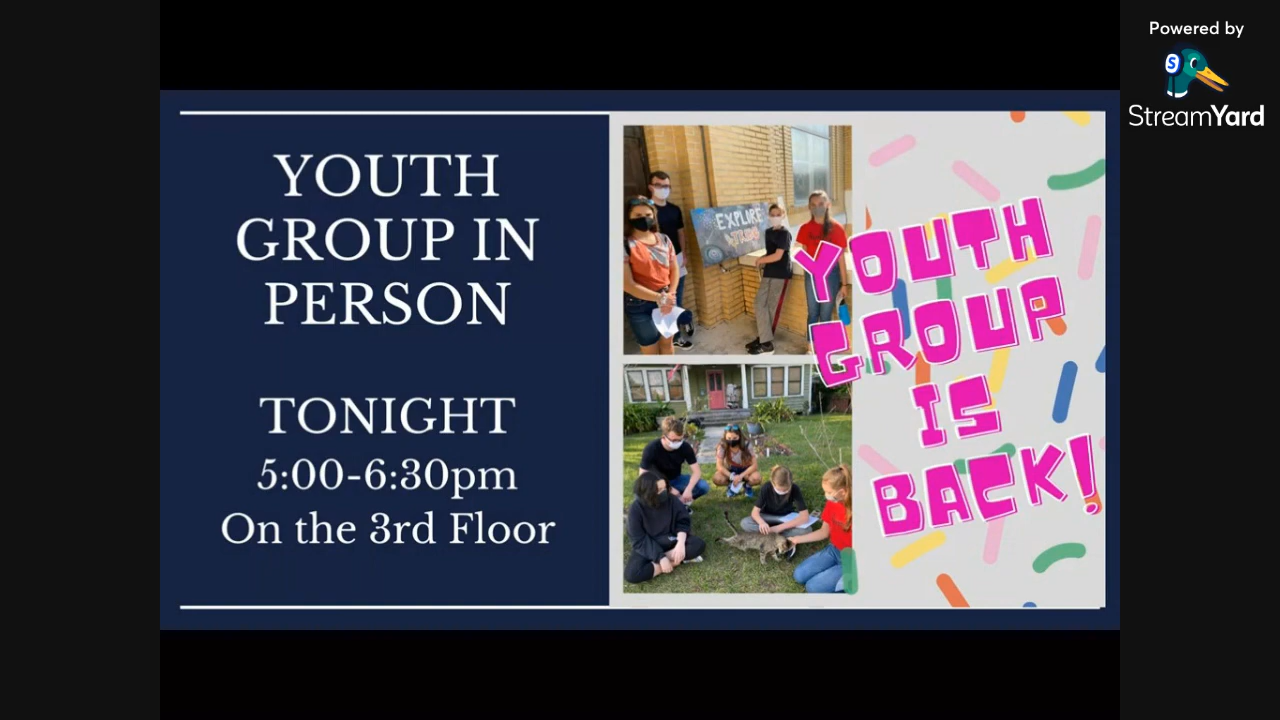 YOUTH
GROUP IN
PERSON
TONIGHT
5:00-6:30pm
On the 3rd Floor
EXPLORE
YOUTH
GROUP
IS
BACK!
Powered by
S
StreamYard